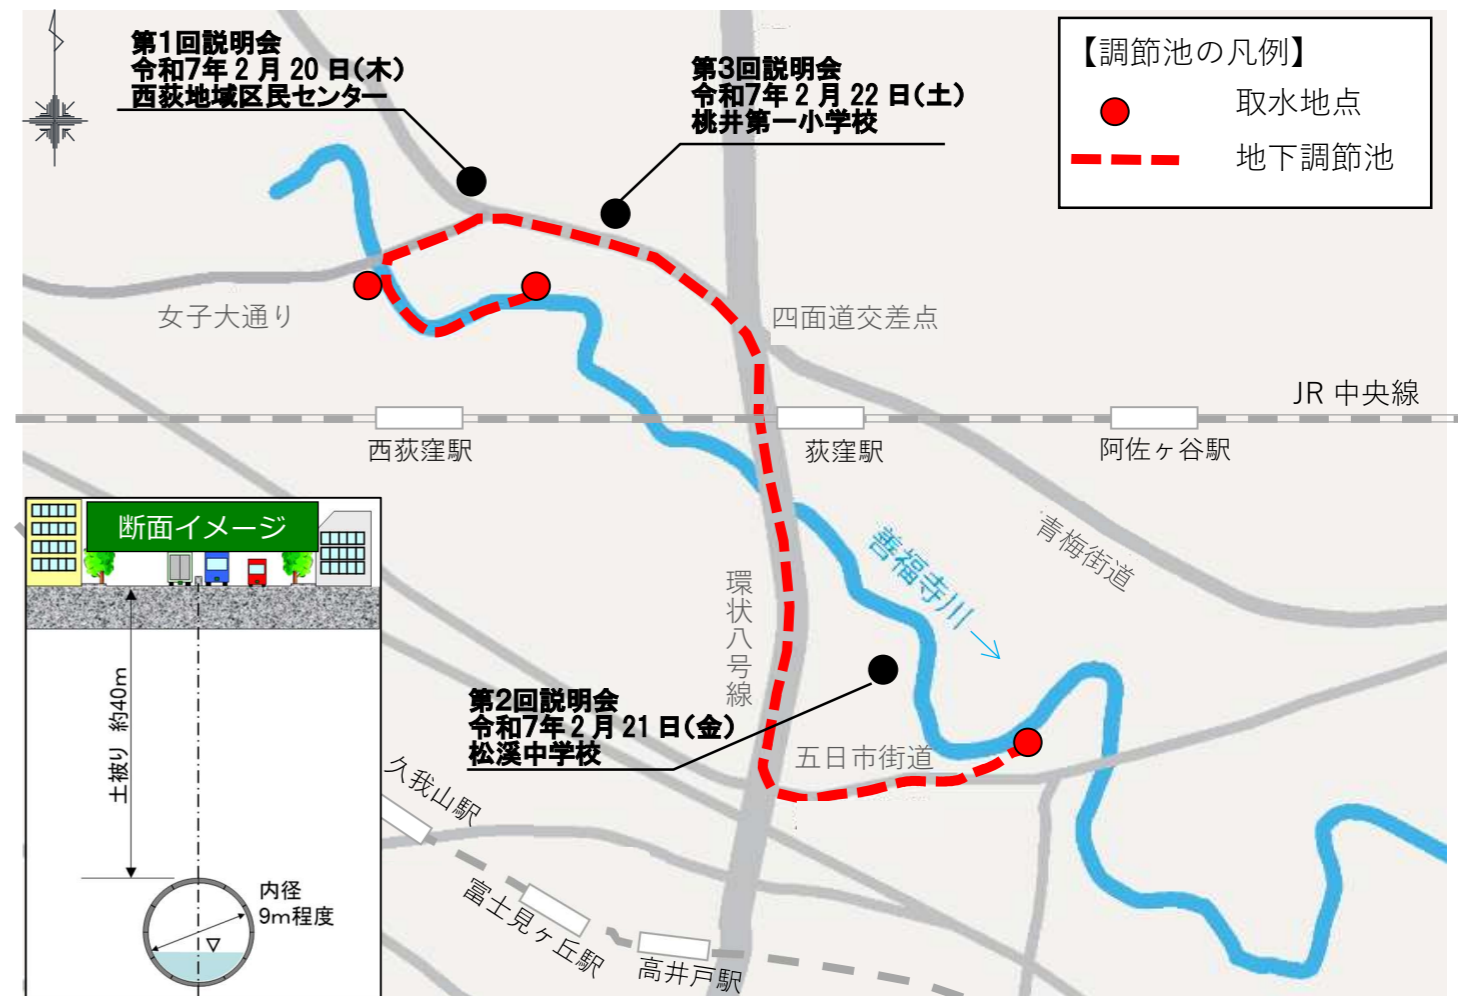 第1回説明会
令和7年2月20日(木)
西荻地域区民センター
第3回説明会
令和7年2月22日(土)
桃井第一小学校
【調節池の凡例】
取水地点
地下調節池
女子大通り
四面道交差点
JR 中央線
西荻窪駅
荻窪駅
阿佐ヶ谷駅
断面イメージ
青梅街道
善福寺川
環状八号線
土被り 約40m
第2回説明会
令和7年2月21日(金)
松溪中学校
五日市街道
久我山駅
内径
9m程度
富士見ヶ丘駅
高井戸駅